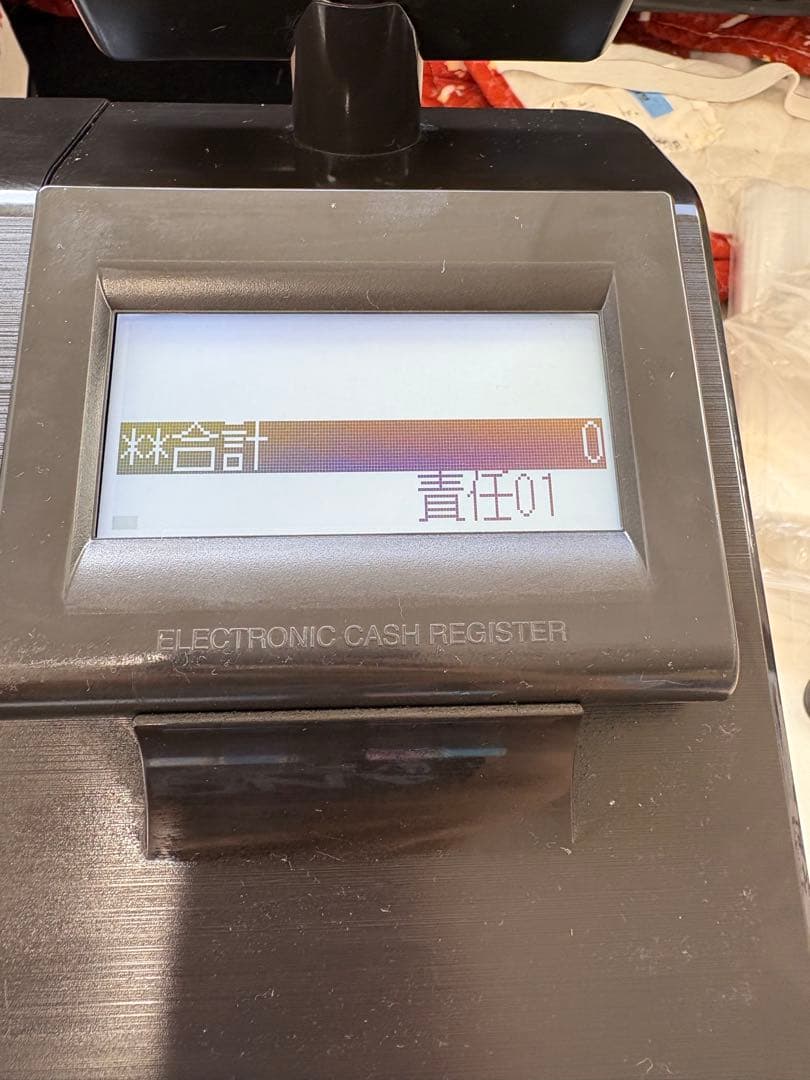 **合計 0
責任01
ELECTRONIC CASH REGISTER